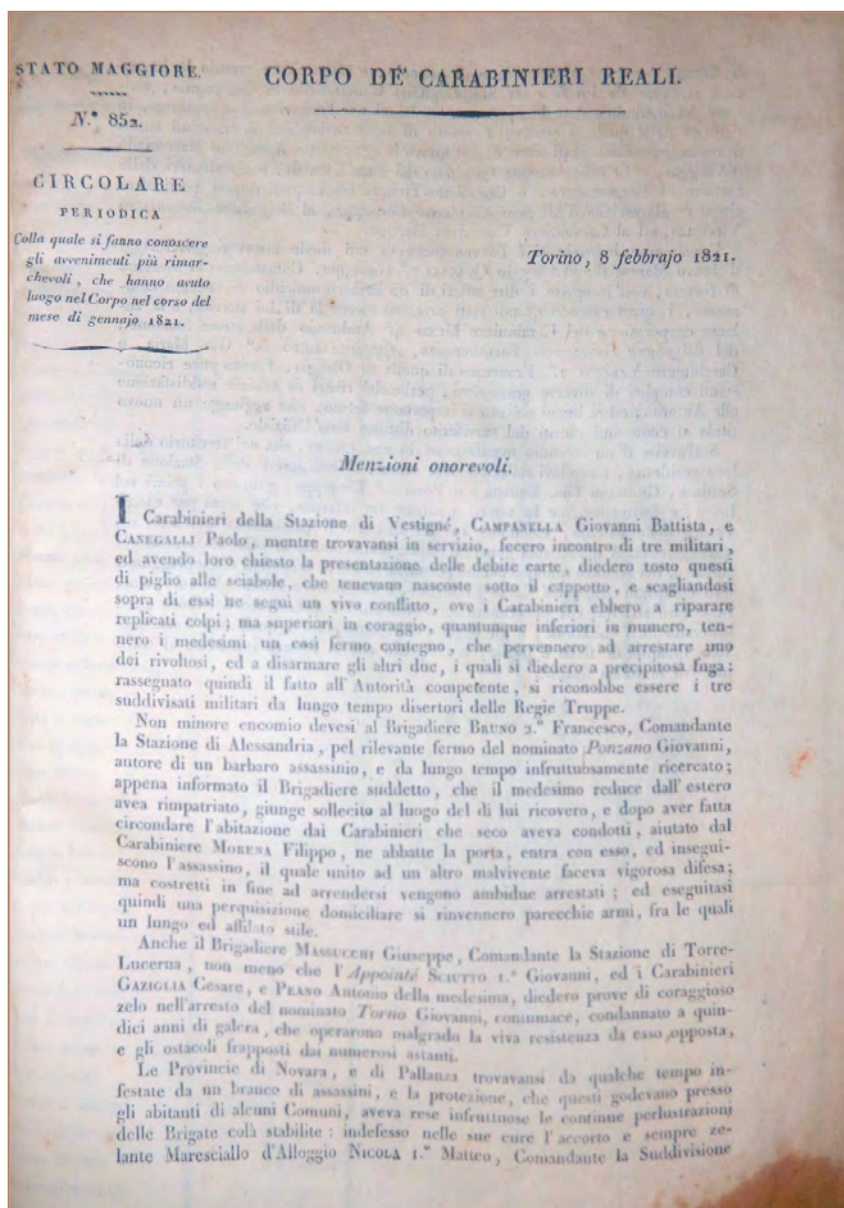 STATO MAGGIORE.
N.° 852.
CIRCOLARE
PERIODICA
Colla quale si fanno conoscere
gli avvenimenti più rimar-
chevoli, che hanno avuto
luogo nel Corpo nel corso del
mese di gennajo 1821.
CORPO DE' CARABINIERI REALI.
Torino, 8 febbrajo 1821.
Menzioni onorevoli.
I Carabinieri della Stazione di Vestigné, CAMPANELLA Giovanni Battista, e
CANEGALLI Paolo, mentre trovavansi in servizio, fecero incontro di tre militari,
ed avendo loro chiesto la presentazione delle debite carte, diedero tosto questi
di piglio alle sciabole, che tenevano nascoste sotto il cappotto, e scagliandosi
sopra di essi ne seguì un vivo conflitto, ove i Carabinieri ebbero a riparare
replicati colpi; ma superiori in coraggio, quantunque inferiori in numero, ten-
nero i medesimi un così fermo contegno, che pervennero ad arrestare uno
dei rivoltosi, ed a disarmare gli altri due, i quali si diedero a precipitosa fuga;
rassegnato quindi il fatto all'Autorità competente, si riconobbe essere i tre
suddivisati militari da lungo tempo disertori delle Regie Truppe.
Non minore encomio devesi al Brigadiere BRUNO 2.° Francesco, Comandante
la Stazione di Alessandria, pel rilevante fermo del nominato Ponzano Giovanni,
autore di un barbaro assassinio, e da lungo tempo infruttuosamente ricercato;
appena informato il Brigadiere suddetto, che il medesimo reduce dall'estero
avea rimpatriato, giunge sollecito al luogo del di lui ricovero, e dopo aver fatta
circondare l'abitazione dai Carabinieri che seco aveva condotti, aiutato dal
Carabiniere MORENA Filippo, ne abbatte la porta, entra con esso, ed insegui-
scono l'assassino, il quale unito ad un altro malvivente faceva vigorosa difesa;
ma costretti in fine ad arrendersi vengono ambidue arrestati; ed eseguitasi
quindi una perquisizione domiciliare si rinvennero parecchie armi, fra le quali
un lungo ed affilato stile.
Anche il Brigadiere MASSUCCHI Giuseppe, Comandante la Stazione di Torre-
Lucerna, non meno che l'Appointé SCIUTTO 1.° Giovanni, ed i Carabinieri
GAZIGLIA Cesare, e PEANO Antonio della medesima, diedero prove di coraggioso
zelo nell'arresto del nominato Torno Giovanni, contumace, condannato a quin-
dici anni di galera, che operarono malgrado la viva resistenza da esso opposta,
e gli ostacoli frapposti dai numerosi astanti.
Le Provincie di Novara, e di Pallanza trovavansi da qualche tempo in-
festate da un branco di assassini, e la protezione, che questi godevano presso
gli abitanti di alcuni Comuni, aveva rese infruttuose le continue perlustrazioni
delle Brigate colà stabilite: indefesso nelle sue cure l'accorto e sempre ze-
lante Maresciallo d'Alloggio NICOLA 1.° Matteo, Comandante la Suddivisione